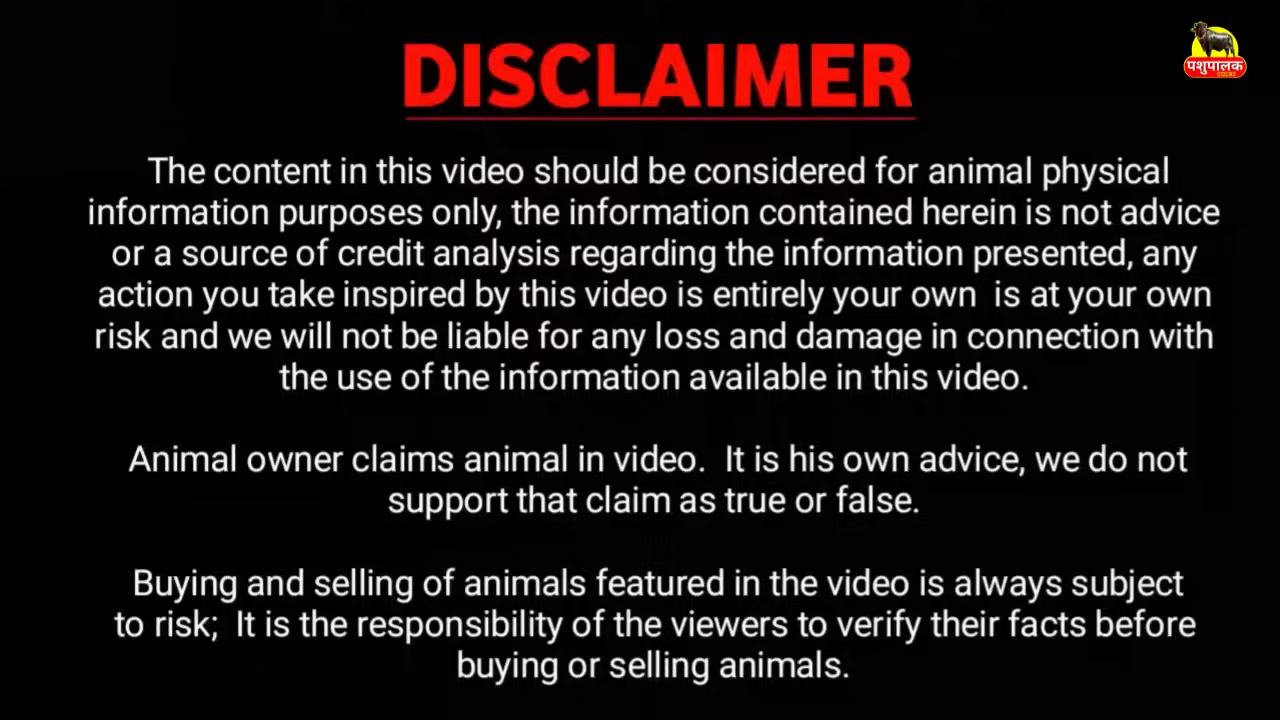 पशुपालक
DISCLAIMER
The content in this video should be considered for animal physical
information purposes only, the information contained herein is not advice
or a source of credit analysis regarding the information presented, any
action you take inspired by this video is entirely your own  is at your own
risk and we will not be liable for any loss and damage in connection with
the use of the information available in this video.
Animal owner claims animal in video.  It is his own advice, we do not
support that claim as true or false.
Buying and selling of animals featured in the video is always subject
to risk;  It is the responsibility of the viewers to verify their facts before
buying or selling animals.